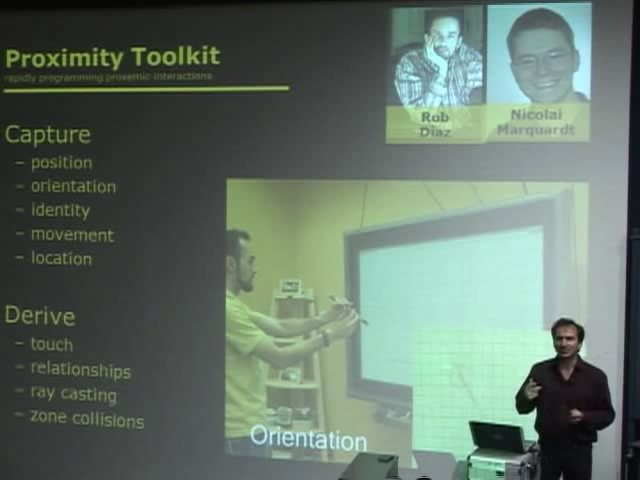 Proximity Toolkit
rapidly programming proxemic interactions
Rob
Diaz
Nicolai
Marquardt
Capture
– position
– orientation
– identity
– movement
– location
Derive
– touch
– relationships
– ray casting
– zone collisions
Orientation